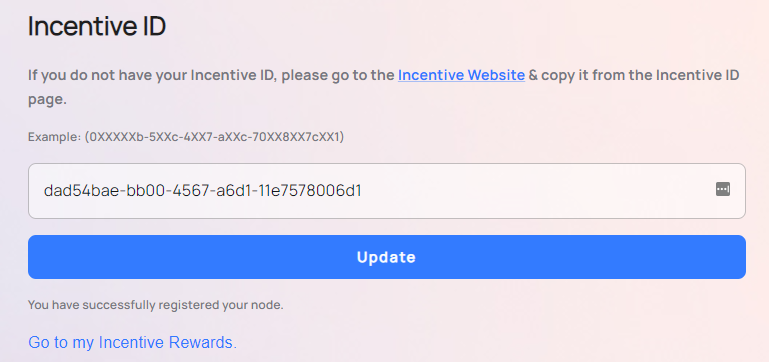 Incentive ID
If you do not have your Incentive ID, please go to the Incentive Website & copy it from the Incentive ID
page.
Example: (0XXXXXb-5XXc-4XX7-aXXc-70XX8XX7cXX1)
dad54bae-bb00-4567-a6d1-11e7578006d1
Update
You have successfully registered your node.
Go to my Incentive Rewards.